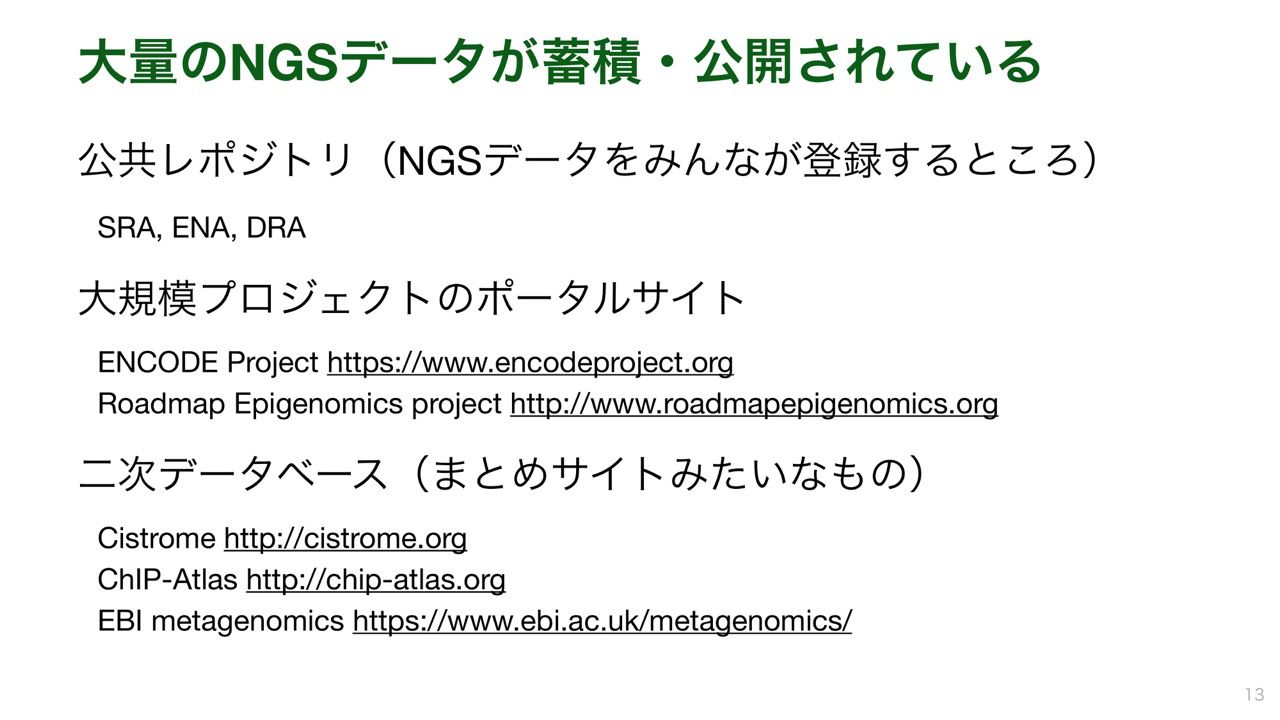 大量のNGSデータが蓄積・公開されている
公共レポジトリ（NGSデータをみんなが登録するところ）
SRA, ENA, DRA
大規模プロジェクトのポータルサイト
ENCODE Project https://www.encodeproject.org
Roadmap Epigenomics project http://www.roadmapepigenomics.org
二次データベース（まとめサイトみたいなもの）
Cistrome http://cistrome.org
ChIP-Atlas http://chip-atlas.org
EBI metagenomics https://www.ebi.ac.uk/metagenomics/
13